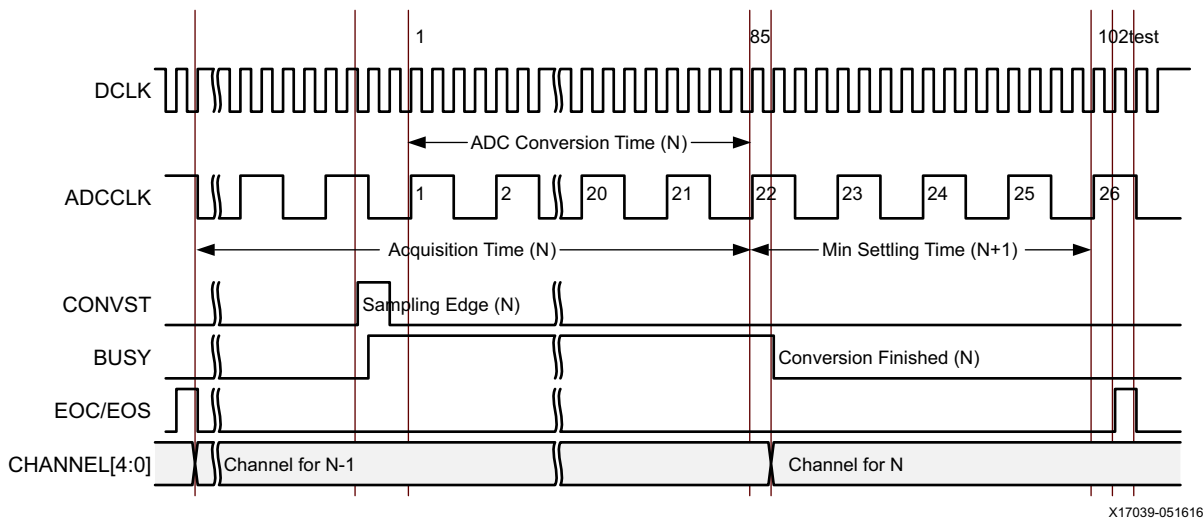 1
85
102test
DCLK
ADC Conversion Time (N)
ADCCLK
1
2
20
21
22
23
24
25
26
Acquisition Time (N)
Min Settling Time (N+1)
CONVST
Sampling Edge (N)
BUSY
Conversion Finished (N)
EOC/EOS
CHANNEL[4:0]
Channel for N-1
Channel for N
X17039-051616